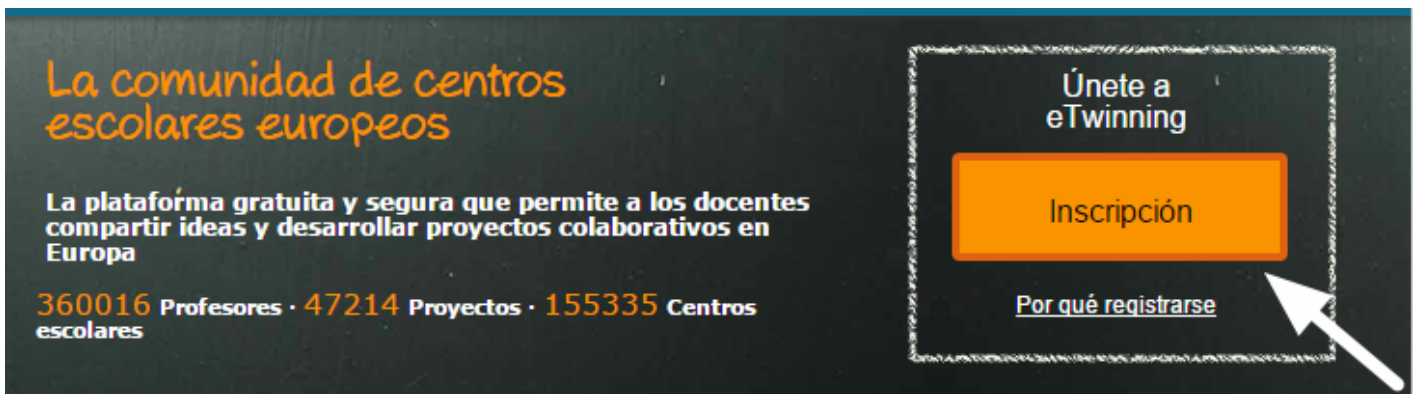 La comunidad de centros
escolares europeos
La plataforma gratuita y segura que permite a los docentes
compartir ideas y desarrollar proyectos colaborativos en
Europa
360016 Profesores · 47214 Proyectos · 155335 Centros
escolares
Únete a
eTwinning
Inscripción
Por qué registrarse